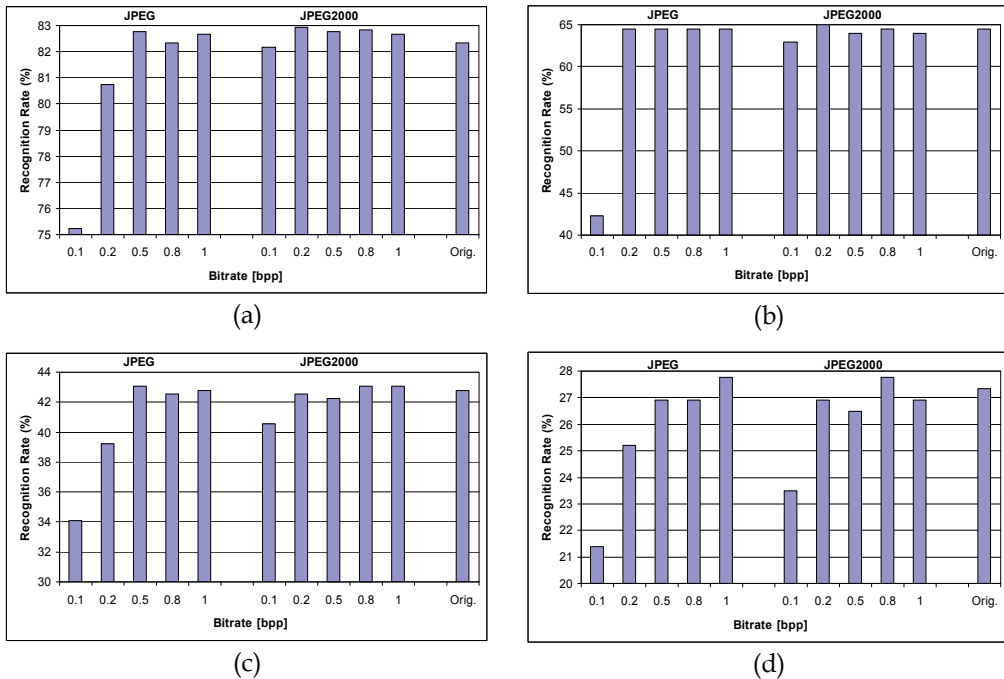 JPEG JPEG2000
83
82
81
80
79
78
77
76
75
Recognition Rate (%)
0.1 0.2 0.5 0.8 1 0.1 0.2 0.5 0.8 1 Orig.
Bitrate [bpp]
(a)
JPEG JPEG2000
65
60
55
50
45
40
Recognition Rate (%)
0.1 0.2 0.5 0.8 1 0.1 0.2 0.5 0.8 1 Orig.
Bitrate [bpp]
(b)
JPEG JPEG2000
44
42
40
38
36
34
32
30
Recognition Rate (%)
0.1 0.2 0.5 0.8 1 0.1 0.2 0.5 0.8 1 Orig.
Bitrate [bpp]
(c)
JPEG JPEG2000
28
27
26
25
24
23
22
21
20
Recognition Rate (%)
0.1 0.2 0.5 0.8 1 0.1 0.2 0.5 0.8 1 Orig.
Bitrate [bpp]
(d)